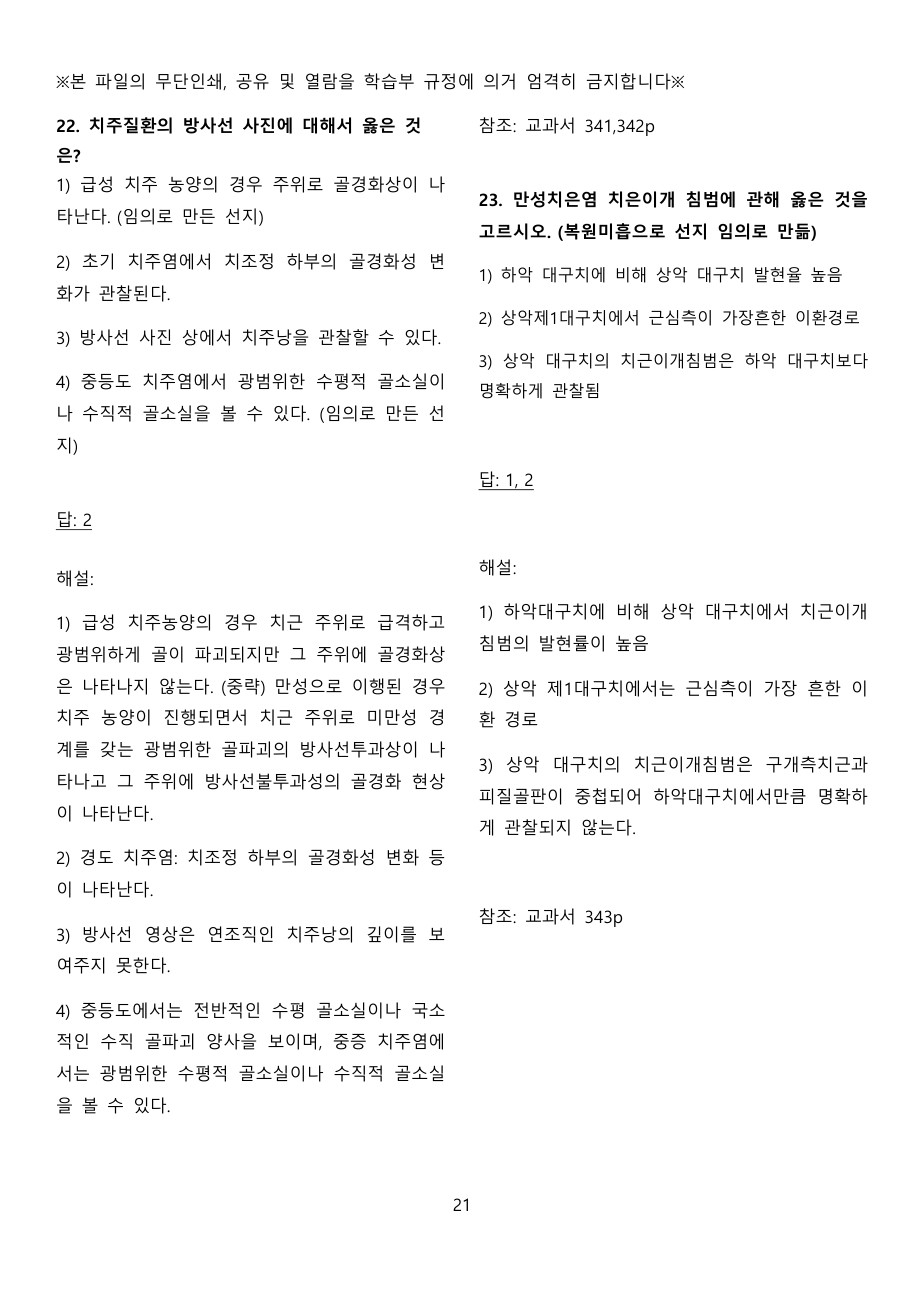 ※본 파일의 무단인쇄, 공유 및 열람을 학습부 규정에 의거 엄격히 금지합니다※
22. 치주질환의 방사선 사진에 대해서 옳은 것
은?
1) 급성 치주 농양의 경우 주위로 골경화상이 나
타난다. (임의로 만든 선지)
2) 초기 치주염에서 치조정 하부의 골경화성 변
화가 관찰된다.
3) 방사선 사진 상에서 치주낭을 관찰할 수 있다.
4) 중등도 치주염에서 광범위한 수평적 골소실이
나 수직적 골소실을 볼 수 있다. (임의로 만든 선
지)
답: 2
해설:
1) 급성 치주농양의 경우 치근 주위로 급격하고
광범위하게 골이 파괴되지만 그 주위에 골경화상
은 나타나지 않는다. (중략) 만성으로 이행된 경우
치주 농양이 진행되면서 치근 주위로 미만성 경
계를 갖는 광범위한 골파괴의 방사선투과상이 나
타나고 그 주위에 방사선불투과성의 골경화 현상
이 나타난다.
2) 경도 치주염: 치조정 하부의 골경화성 변화 등
이 나타난다.
3) 방사선 영상은 연조직인 치주낭의 깊이를 보
여주지 못한다.
4) 중등도에서는 전반적인 수평 골소실이나 국소
적인 수직 골파괴 양사을 보이며, 중증 치주염에
서는 광범위한 수평적 골소실이나 수직적 골소실
을 볼 수 있다.
참조: 교과서 341,342p
23. 만성치은염 치은이개 침범에 관해 옳은 것을
고르시오. (복원미흡으로 선지 임의로 만듦)
1) 하악 대구치에 비해 상악 대구치 발현율 높음
2) 상악제1대구치에서 근심측이 가장흔한 이환경로
3) 상악 대구치의 치근이개침범은 하악 대구치보다
명확하게 관찰됨
답: 1, 2
해설:
1) 하악대구치에 비해 상악 대구치에서 치근이개
침범의 발현률이 높음
2) 상악 제1대구치에서는 근심측이 가장 흔한 이
환 경로
3) 상악 대구치의 치근이개침범은 구개측치근과
피질골판이 중첩되어 하악대구치에서만큼 명확하
게 관찰되지 않는다.
참조: 교과서 343p
21